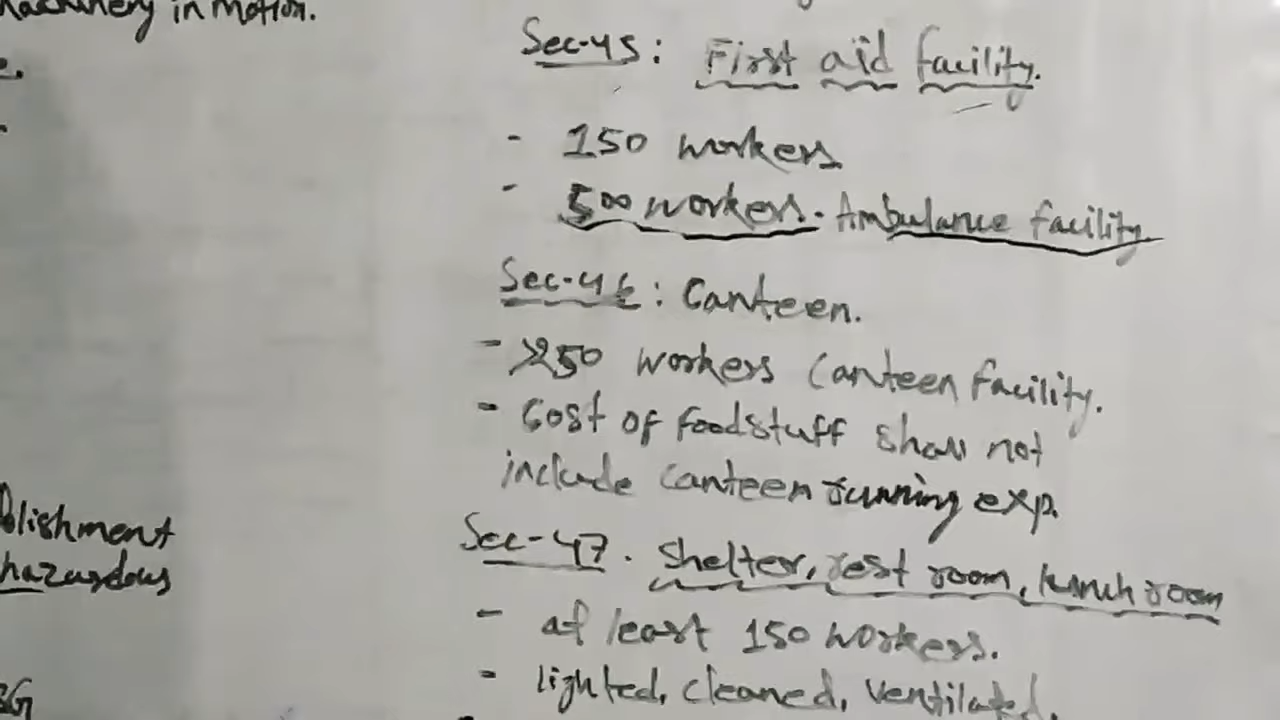 machinery in motion.
e.
Sec-45: First aid facility.
- 150 workers
- 500 workers. Ambulance facility
Sec-46: Canteen.
- >250 workers Canteen facility.
- Cost of foodstuff shall not
include canteen running exp.
olishment
hazardous
Sec-47. Shelter, rest room, lunch room
- at least 150 workers.
- lighted, cleaned, ventilated.